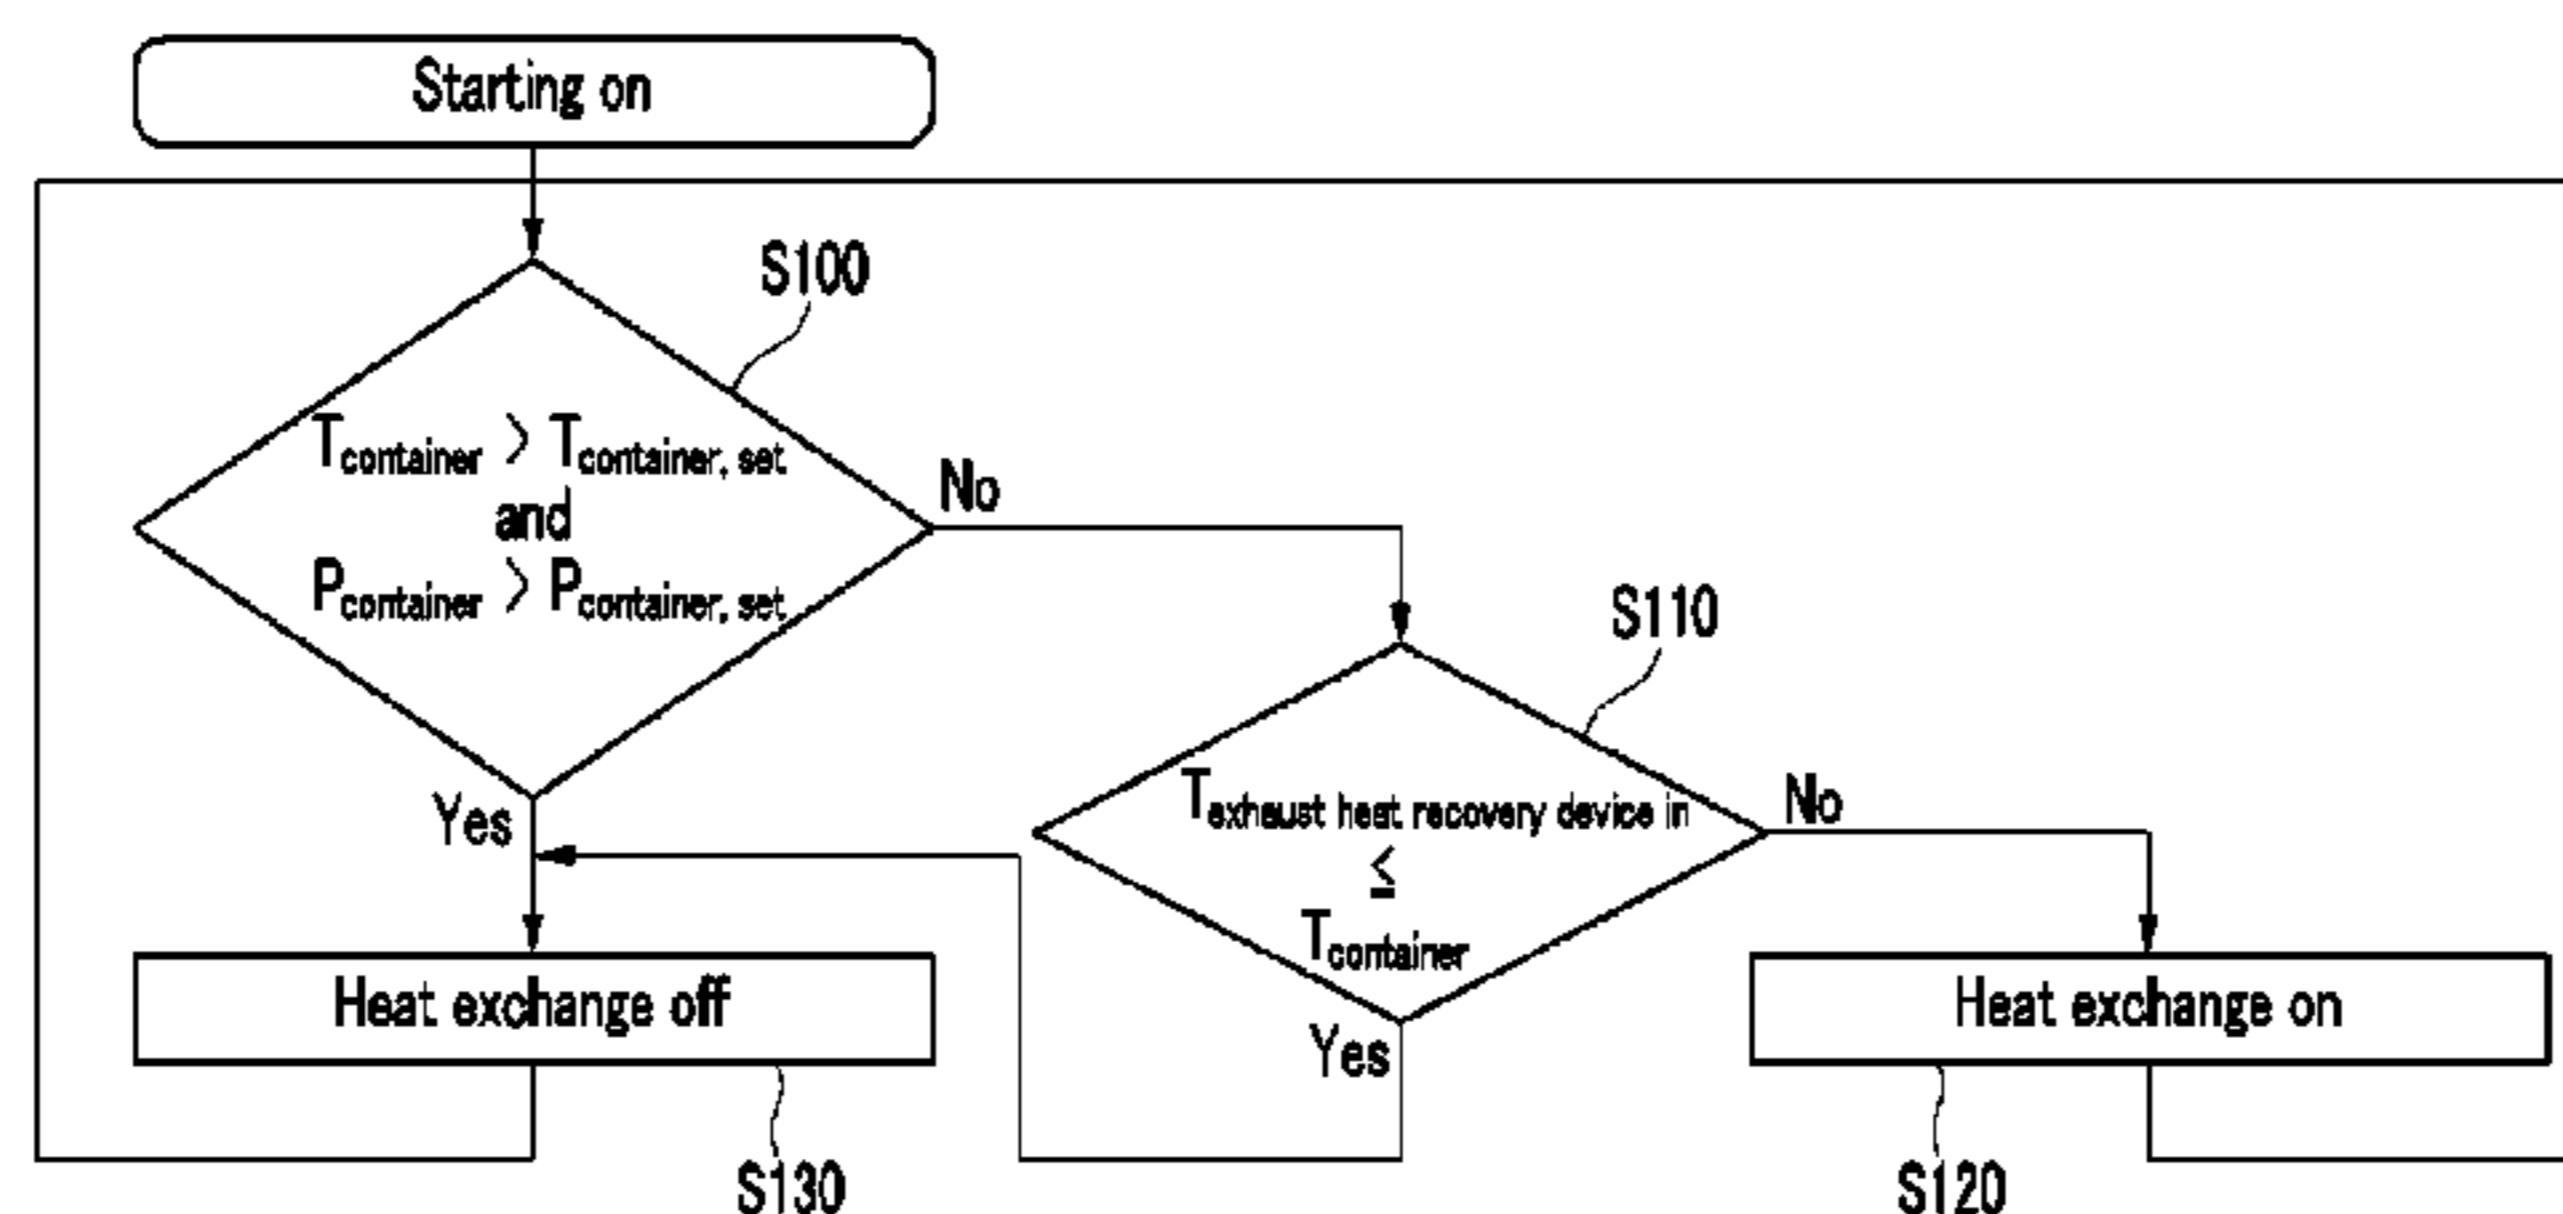 Starting on
S100
Tcontainer > Tcontainer, set
and
Pcontainer > Pcontainer, set
No
Yes
S110
Texhaust heat recovery device in
≤
Tcontainer
No
Yes
Heat exchange off
Heat exchange on
S130
S120